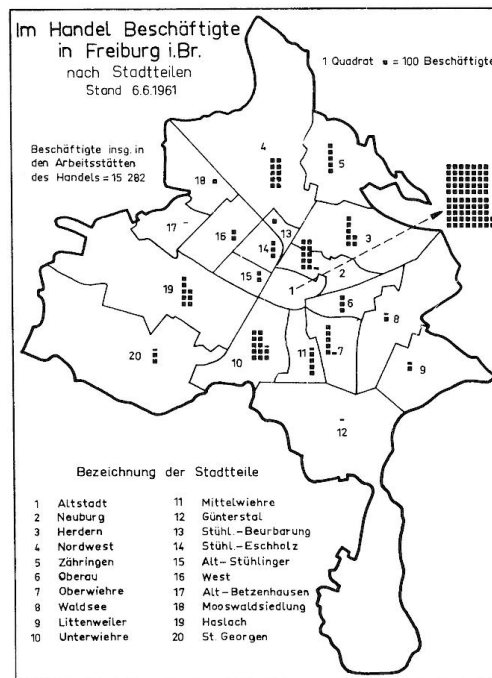 Im Handel Beschäftigte
in Freiburg i.Br.
nach Stadtteilen
Stand 6.6.1961
1 Quadrat ■ = 100 Beschäftigte
Beschäftigte insg. in
den Arbeitsstätten
des Handels = 15 282
4
5
18
17
16
13
14
3
15
2
1
19
6
8
20
10
11
7
9
12
Bezeichnung der Stadtteile
1 Altstadt
2 Neuburg
3 Herdern
4 Nordwest
5 Zähringen
6 Oberau
7 Oberwiehre
8 Waldsee
9 Littenweiler
10 Unterwiehre
11 Mittelwiehre
12 Günterstal
13 Stühl.-Beurbarung
14 Stühl.-Eschholz
15 Alt-Stühlinger
16 West
17 Alt-Betzenhausen
18 Mooswaldsiedlung
19 Haslach
20 St. Georgen